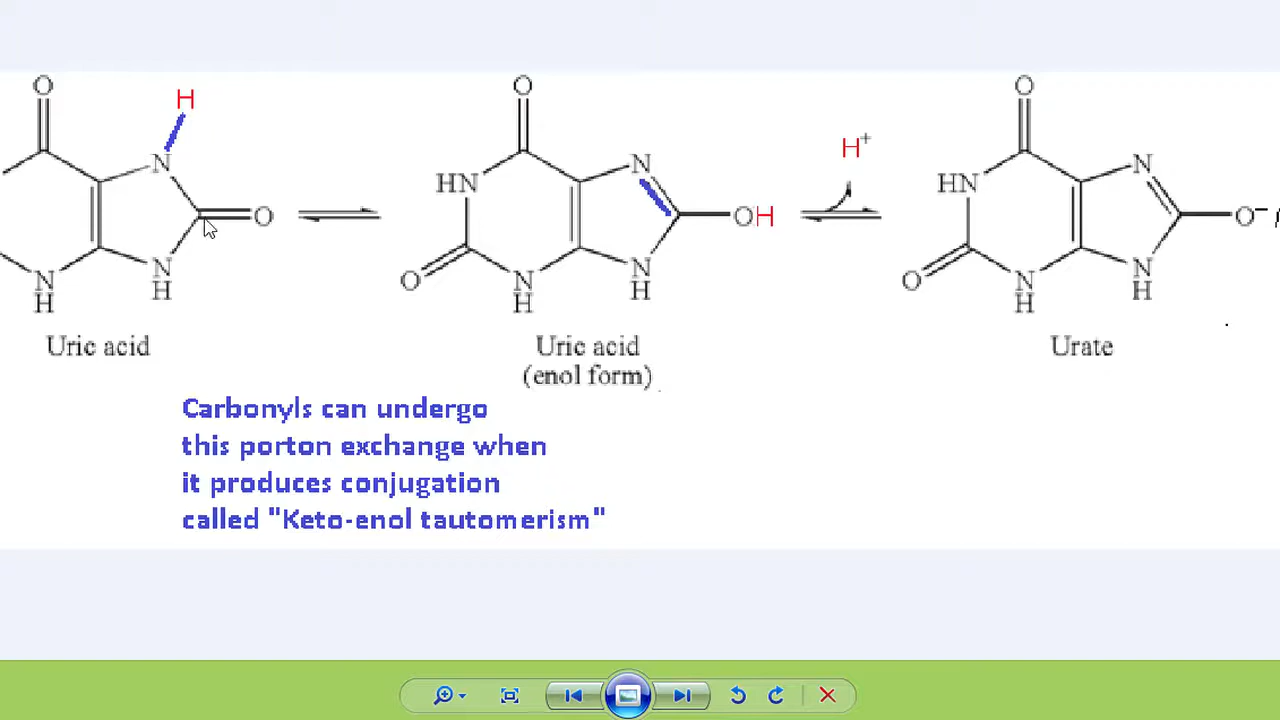 O O O
H H+
N N N
HN HN
O OH O−
N N N
O O
N N N
H H H
N N N
H H H
Uric acid Uric acid Urate
(enol form)
Carbonyls can undergo
this porton exchange when
it produces conjugation
called "Keto-enol tautomerism"